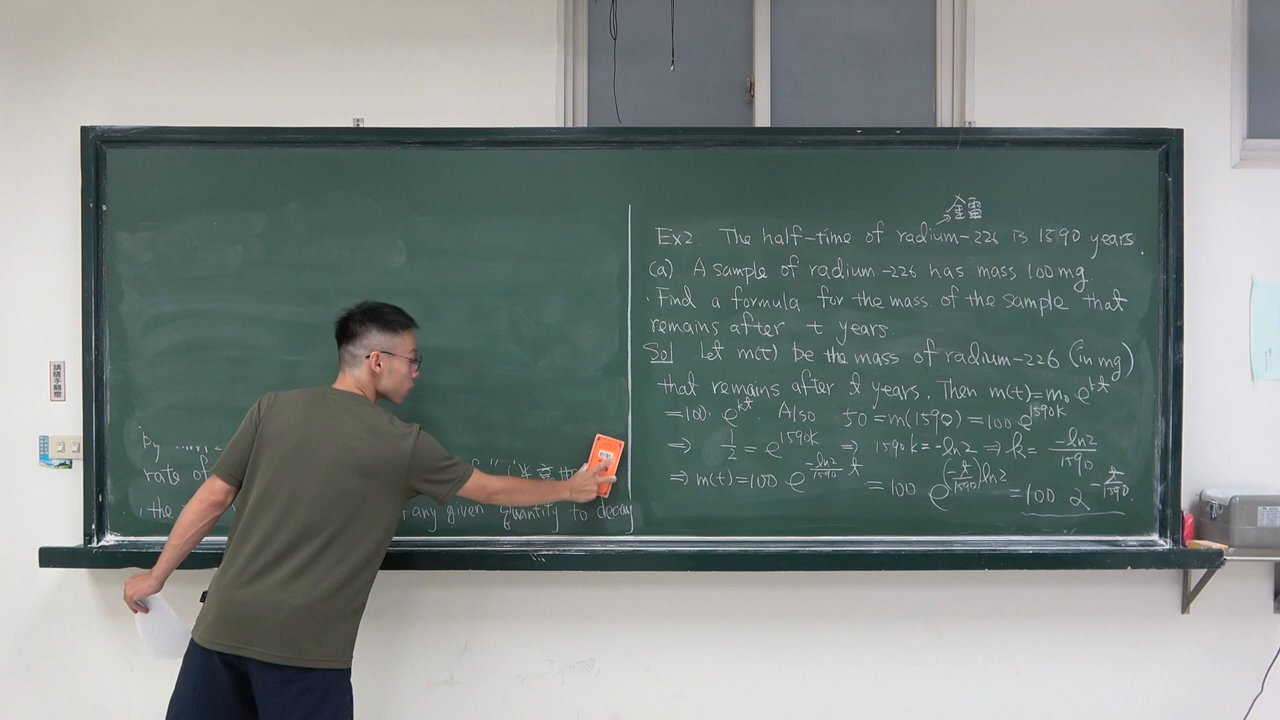 rate of
the
any given quantity to decay
金雷
Ex2. The half-time of radium-226 is 1590 years.
(a) A sample of radium-226 has mass 100 mg.
Find a formula for the mass of the sample that
remains after t years.
Sol Let m(t) be the mass of radium-226 (in mg)
that remains after t years. Then m(t) = m₀ e^{kt}
= 100 · e^{kt}. Also 50 = m(1590) = 100 e^{1590k}
⇒ 1/2 = e^{1590k} ⇒ 1590k = -ln2 ⇒ k = -ln2/1590
⇒ m(t) = 100 e^{-ln2/1590 t} = 100 e^{(-t/1590)ln2} = 100 2^{-t/1590}.